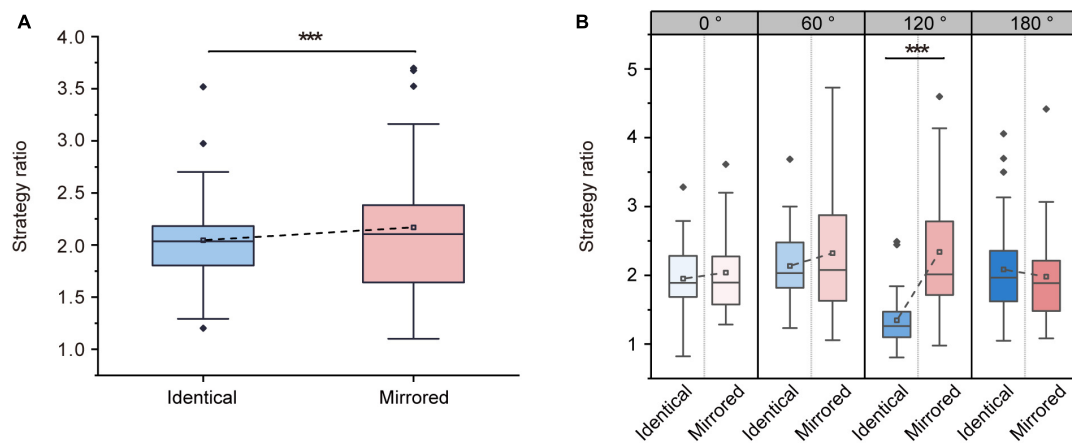 A
***
Strategy ratio
4.0
3.5
3.0
2.5
2.0
1.5
1.0
Identical
Mirrored
B
0 °
60 °
120 °
180 °
***
Strategy ratio
5
4
3
2
1
Identical
Mirrored
Identical
Mirrored
Identical
Mirrored
Identical
Mirrored